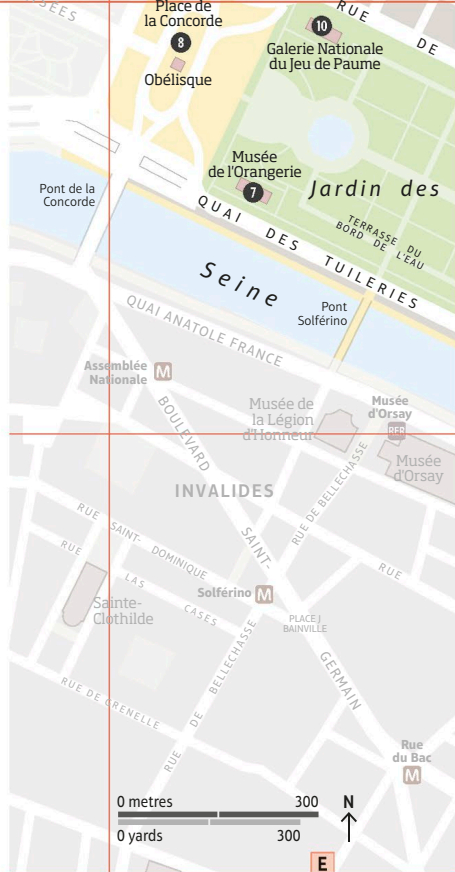 SÉES
Place de
la Concorde
8
Obélisque
10
Galerie Nationale
du Jeu de Paume
RUE DE
Musée
de l'Orangerie
7
Jardin des
Pont de la
Concorde
QUAI DES TUILERIES
TERRASSE DU
BORD DE L'EAU
Seine
Pont
Solférino
QUAI ANATOLE FRANCE
Assemblée
Nationale
M
Musée de
la Légion
d'Honneur
Musée
d'Orsay
RER
Musée
d'Orsay
BOULEVARD SAINT-GERMAIN
INVALIDES
RUE DE BELLECHASSE
RUE SAINT-DOMINIQUE
RUE
RUE LAS CASES
Solférino
M
Sainte-
Clothilde
PLACE J
BAINVILLE
RUE DE BELLECHASSE
RUE DE GRENELLE
Rue
du Bac
M
0 metres 300
N
0 yards 300
E